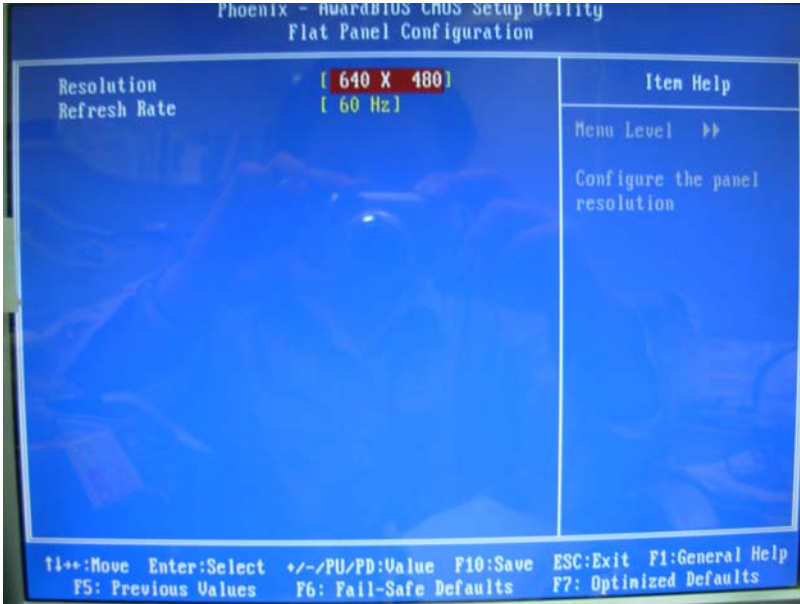 Phoenix - AwardBIOS CMOS Setup Utility
Flat Panel Configuration
Resolution [ 640 X 480]
Refresh Rate [ 60 Hz]
Item Help
Menu Level ▶▶
Configure the panel
resolution
↑↓→←:Move Enter:Select +/-/PU/PD:Value F10:Save ESC:Exit F1:General Help
F5: Previous Values F6: Fail-Safe Defaults F7: Optimized Defaults